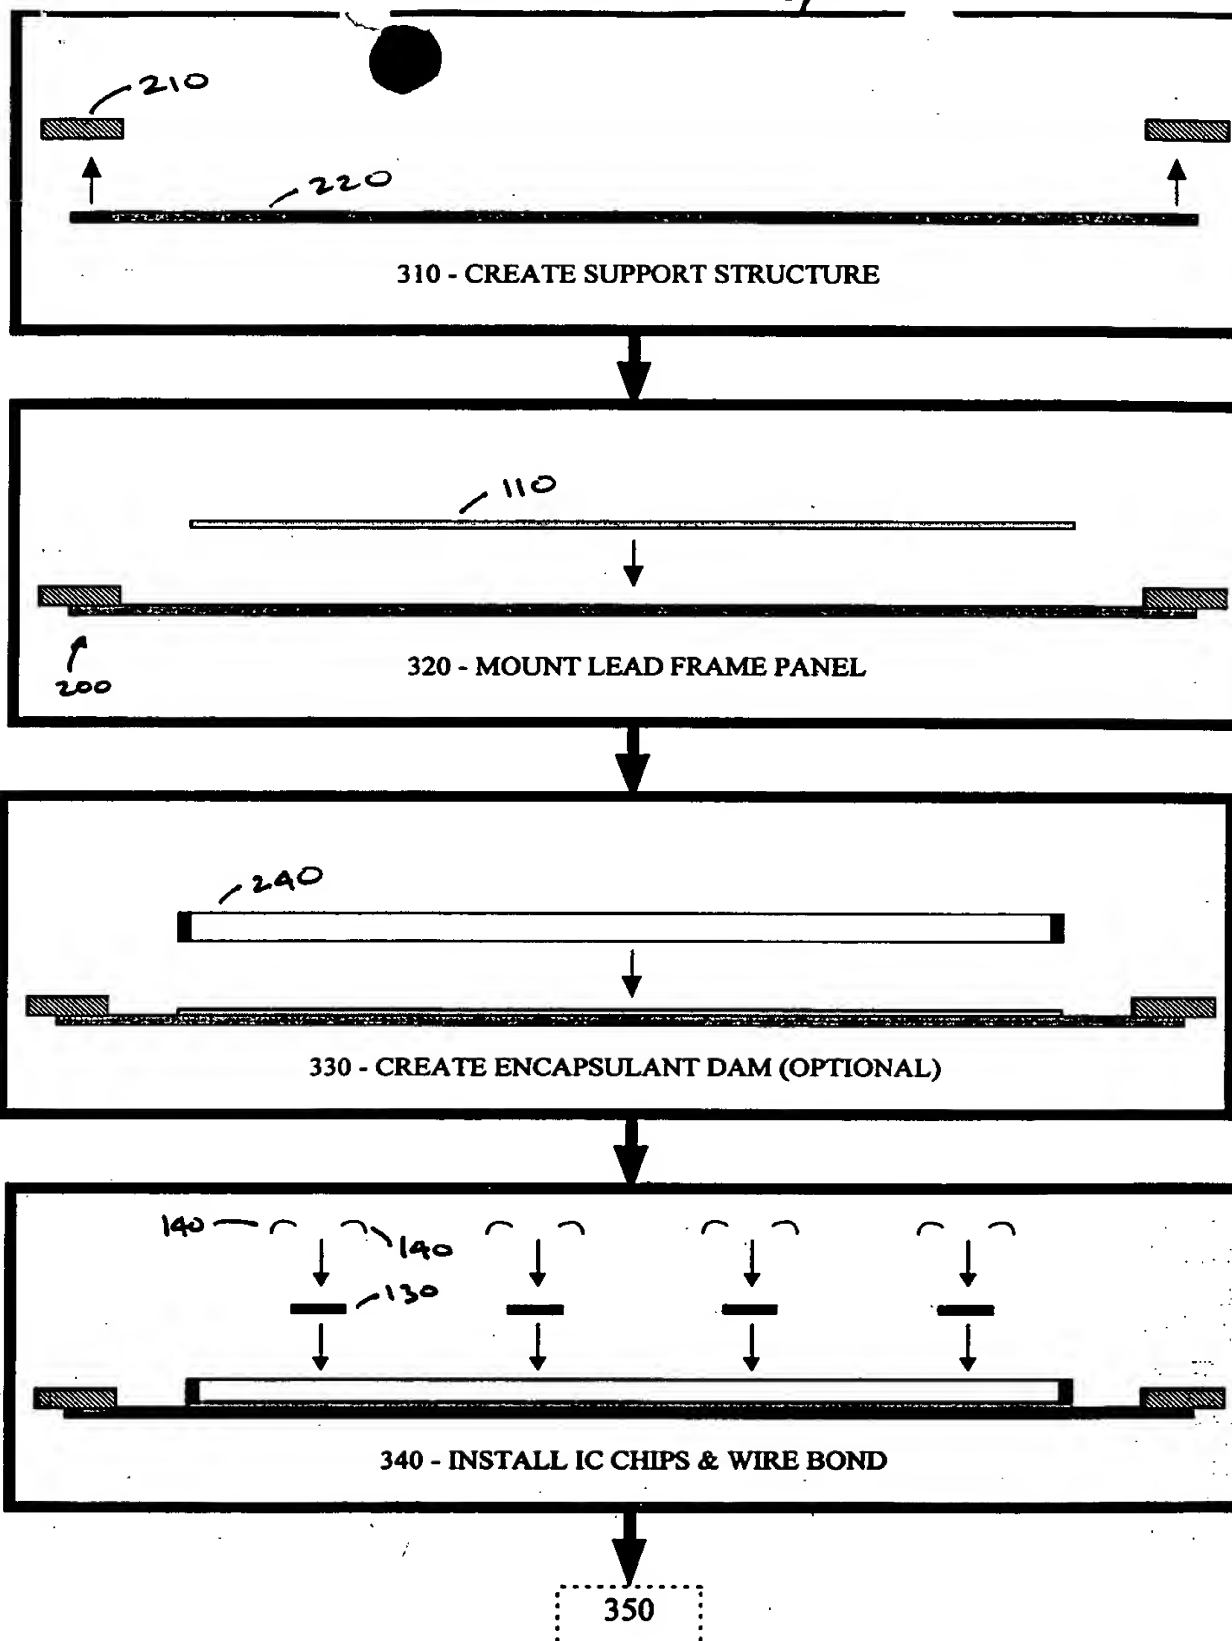 210
220
310 - CREATE SUPPORT STRUCTURE
110
200
320 - MOUNT LEAD FRAME PANEL
240
330 - CREATE ENCAPSULANT DAM (OPTIONAL)
140
140
130
340 - INSTALL IC CHIPS & WIRE BOND
350